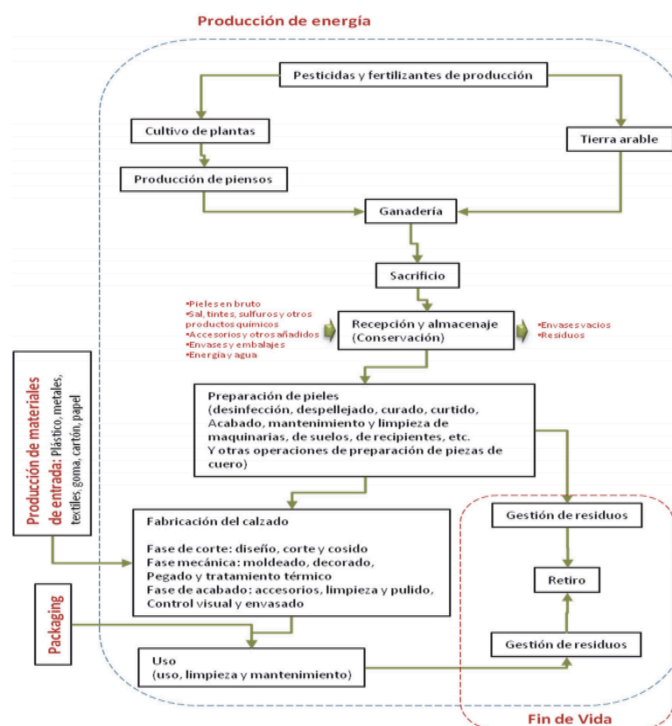 Producción de energía
Pesticidas y fertilizantes de producción
Cultivo de plantas
Tierra arable
Producción de piensos
Ganadería
Sacrificio
•Pieles en bruto
•Sal, tintes, sulfuros y otros
productos químicos
•Accesorios y otros añadidos
•Envases y embalajes
•Energía y agua
Recepción y almacenaje
(Conservación)
•Envases vacios
•Residuos
Producción de materiales
de entrada: Plástico, metales,
textiles, goma, cartón, papel
Preparación de pieles
(desinfección, despellejado, curado, curtido,
Acabado, mantenimiento y limpieza de
maquinarias, de suelos, de recipientes, etc.
Y otras operaciones de preparación de piezas de
cuero)
Fabricación del calzado
Fase de corte: diseño, corte y cosido
Fase mecánica: moldeado, decorado,
Pegado y tratamiento térmico
Fase de acabado: accesorios, limpieza y pulido,
Control visual y envasado
Gestión de residuos
Retiro
Packaging
Uso
(uso, limpieza y mantenimiento)
Gestión de residuos
Fin de Vida